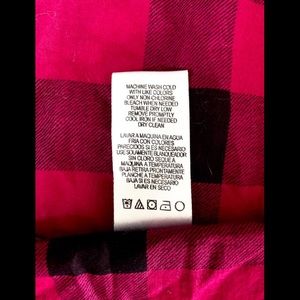 MACHINE WASH COLD
WITH LIKE COLORS
ONLY NON CHLORINE
BLEACH WHEN NEEDED
TUMBLE DRY LOW
REMOVE PROMPTLY
COOL IRON IF NEEDED
DRY CLEAN
LAVAR A MAQUINA EN AGUA
FRIA CON COLORES
PARECIDOS SI ES NECESARIO
USE SOLAMENTE BLANQUEADOR
SIN CLORO SEQUE A
MAQUINA A TEMPERATURA
BAJA RETIRA PRONTAMENTE
PLANCHE A TEMPERATURA
BAJA SI ES NECESARIO
LAVAR EN SECO